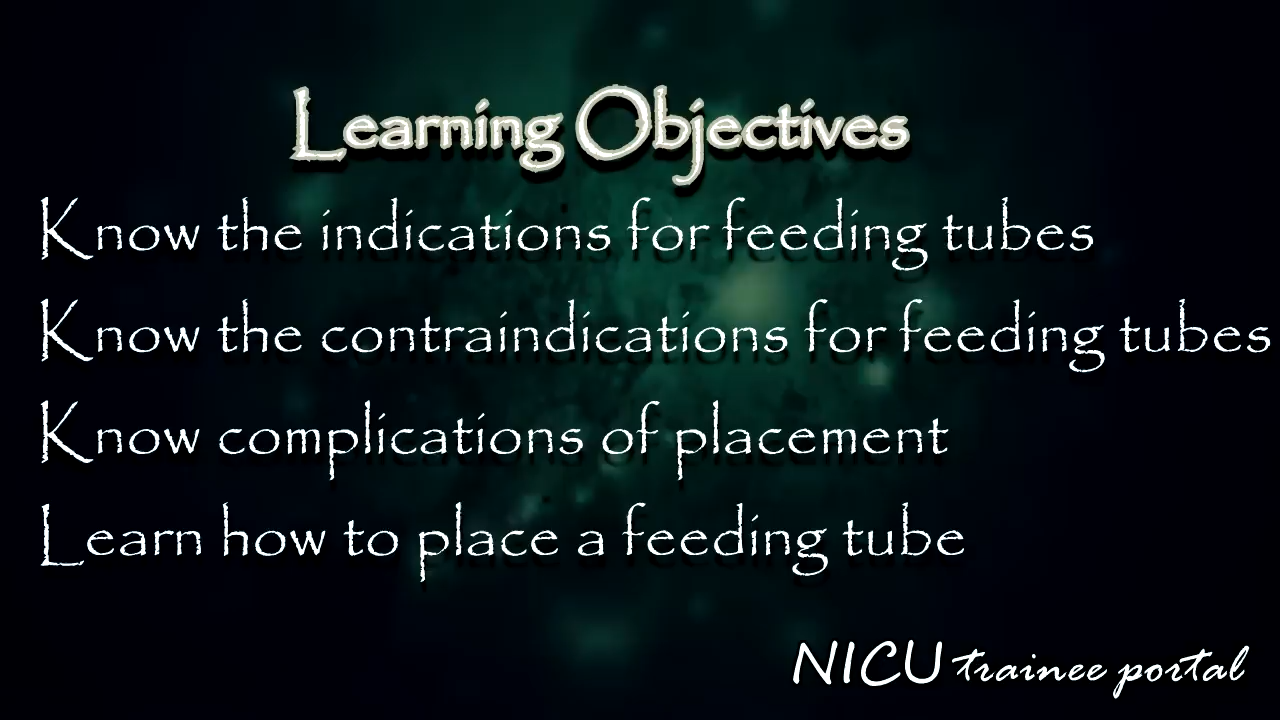 Learning Objectives
Know the indications for feeding tubes
Know the contraindications for feeding tubes
Know complications of placement
Learn how to place a feeding tube
NICU trainee portal